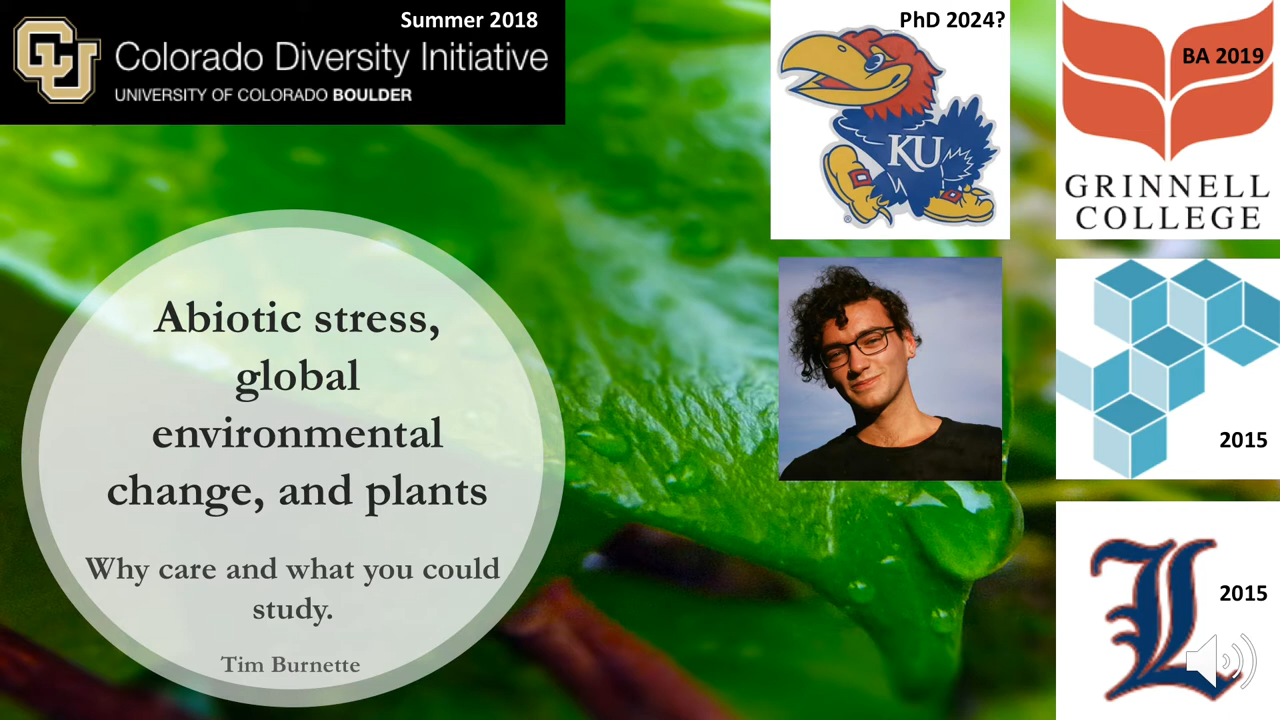 Summer 2018
Colorado Diversity Initiative
UNIVERSITY OF COLORADO BOULDER
CU
PhD 2024?
KU
®
BA 2019
GRINNELL
COLLEGE
Abiotic stress,
global
environmental
change, and plants
Why care and what you could
study.
Tim Burnette
2015
2015
L